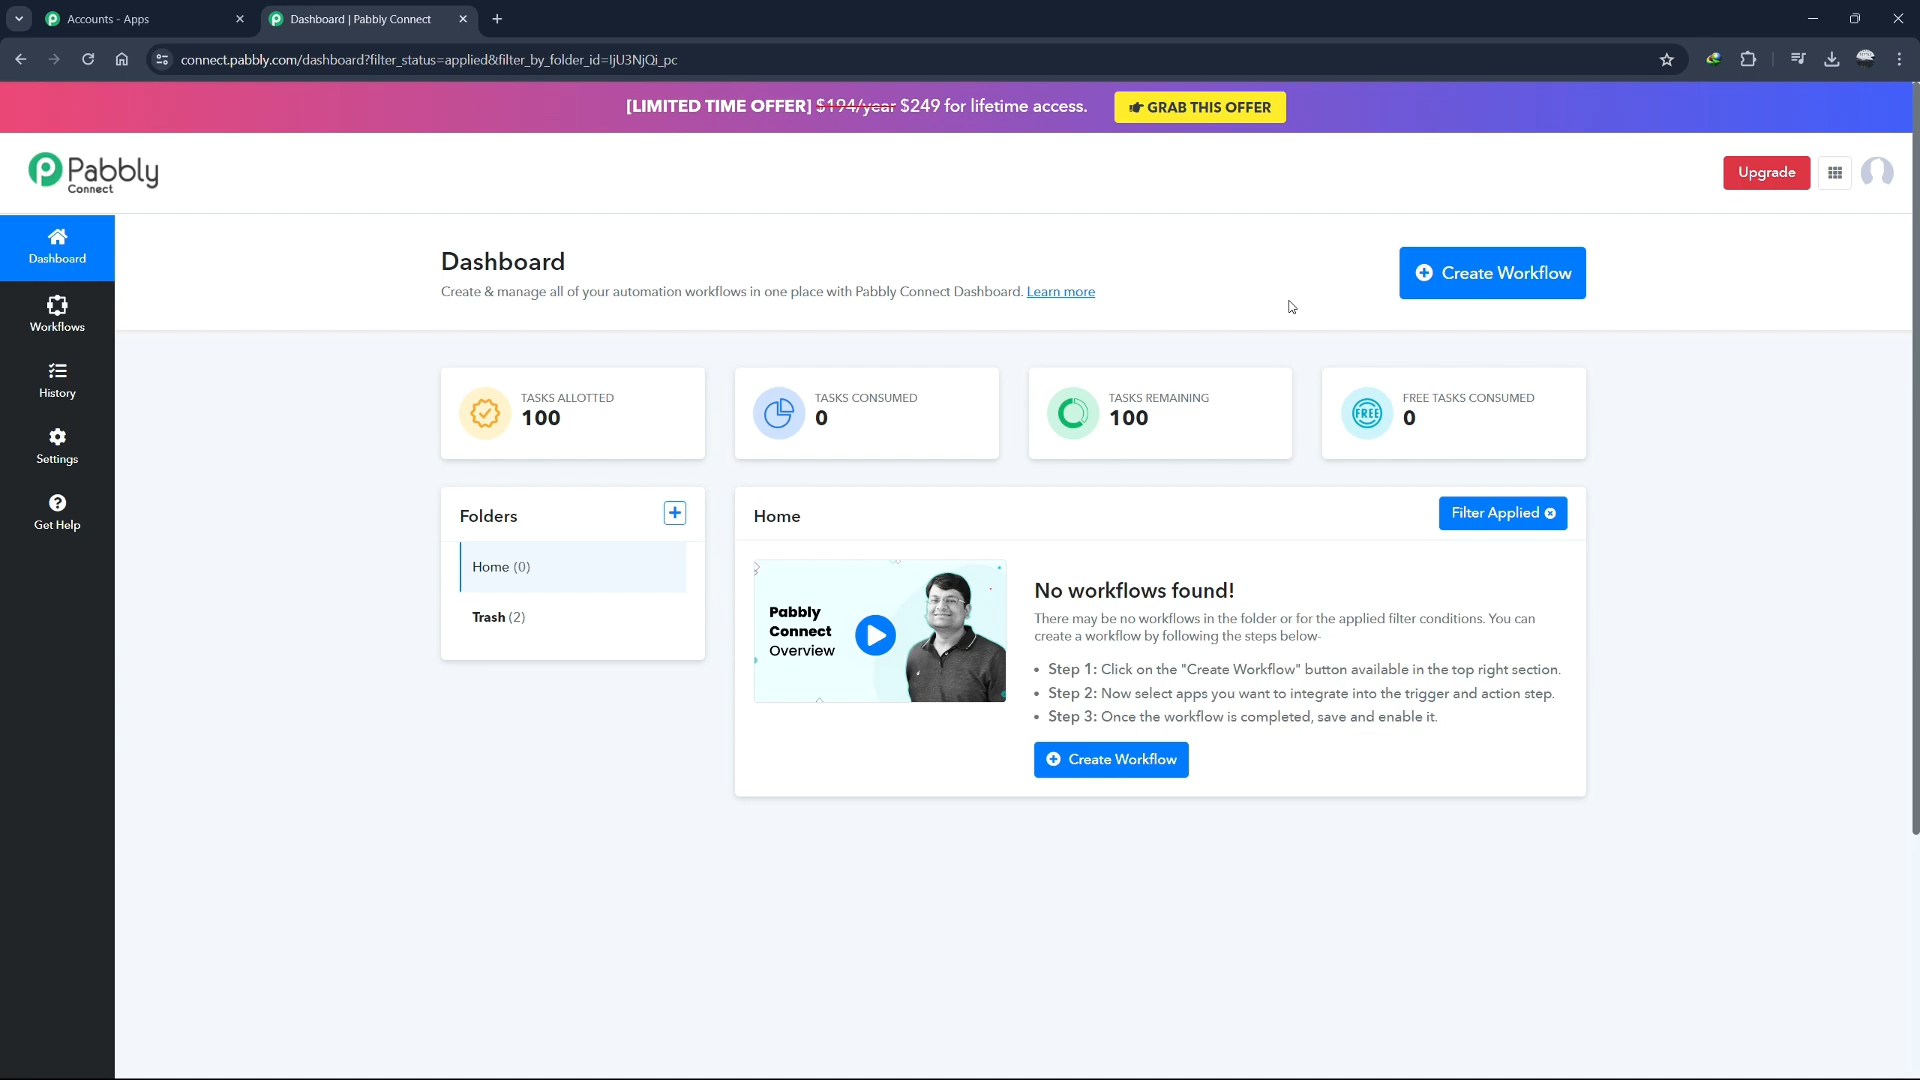 Accounts - Apps
Dashboard | Pabbly Connect
connect.pabbly.com/dashboard?filter_status=applied&filter_by_folder_id=IjU3NjQi_pc
[LIMITED TIME OFFER] $194/year $249 for lifetime access.
GRAB THIS OFFER
Pabbly
Connect
Upgrade
Dashboard
Workflows
History
Settings
Get Help
Dashboard
Create & manage all of your automation workflows in one place with Pabbly Connect Dashboard. Learn more
Create Workflow
TASKS ALLOTTED
100
TASKS CONSUMED
0
TASKS REMAINING
100
FREE
FREE TASKS CONSUMED
0
Folders
Home (0)
Trash (2)
Home
Filter Applied
Pabbly
Connect
Overview
No workflows found!
There may be no workflows in the folder or for the applied filter conditions. You can
create a workflow by following the steps below-
• Step 1: Click on the "Create Workflow" button available in the top right section.
• Step 2: Now select apps you want to integrate into the trigger and action step.
• Step 3: Once the workflow is completed, save and enable it.
Create Workflow